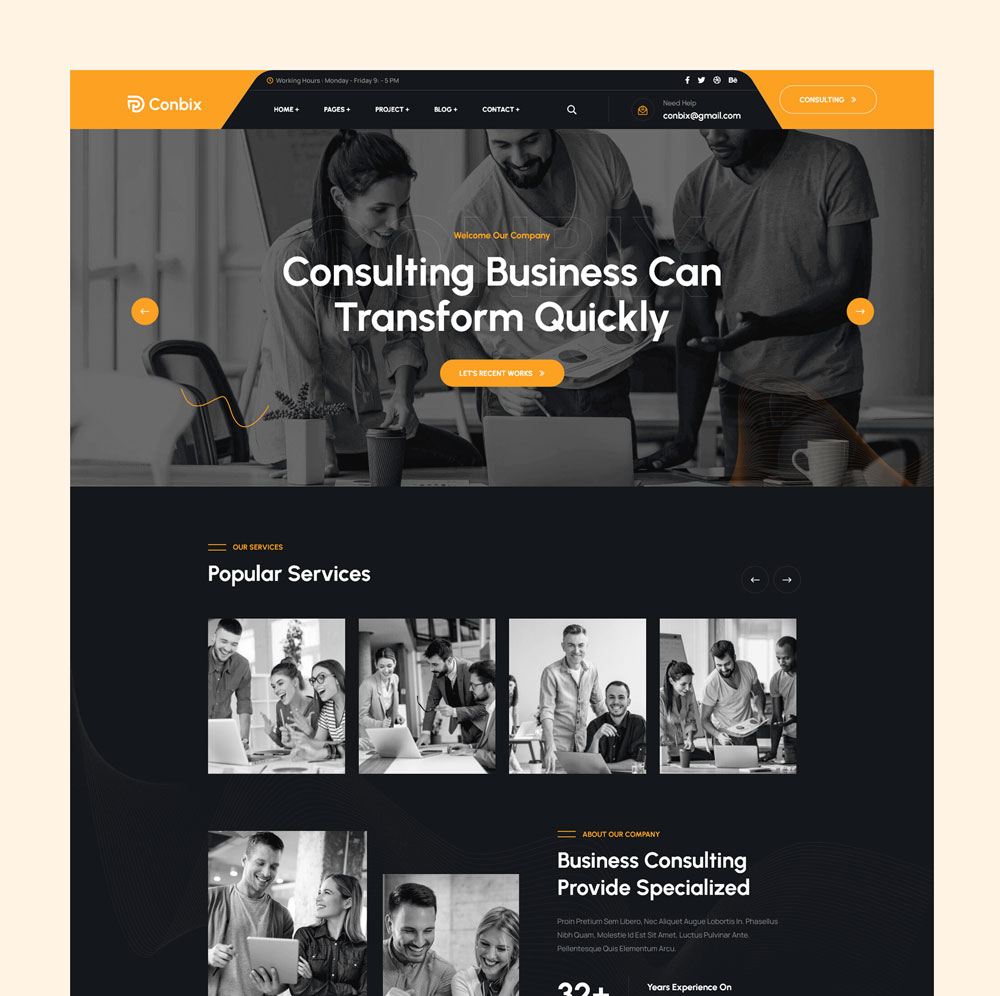 Conbix
Working Hours : Monday - Friday 9: - 5 PM
Bē
HOME +
PAGES +
PROJECT +
BLOG +
CONTACT +
Need Help
conbix@gmail.com
CONSULTING
CONBIX
Welcome Our Company
Consulting Business Can
Transform Quickly
LET'S RECENT WORKS
OUR SERVICES
Popular Services
ABOUT OUR COMPANY
Business Consulting
Provide Specialized
Proin Pretium Sem Libero, Nec Aliquet Augue Lobortis In. Phasellus
Nibh Quam, Molestie Id Est Sit Amet, Luctus Pulvinar Ante.
Pellentesque Quis Elementum Arcu.
32+
Years Experience On